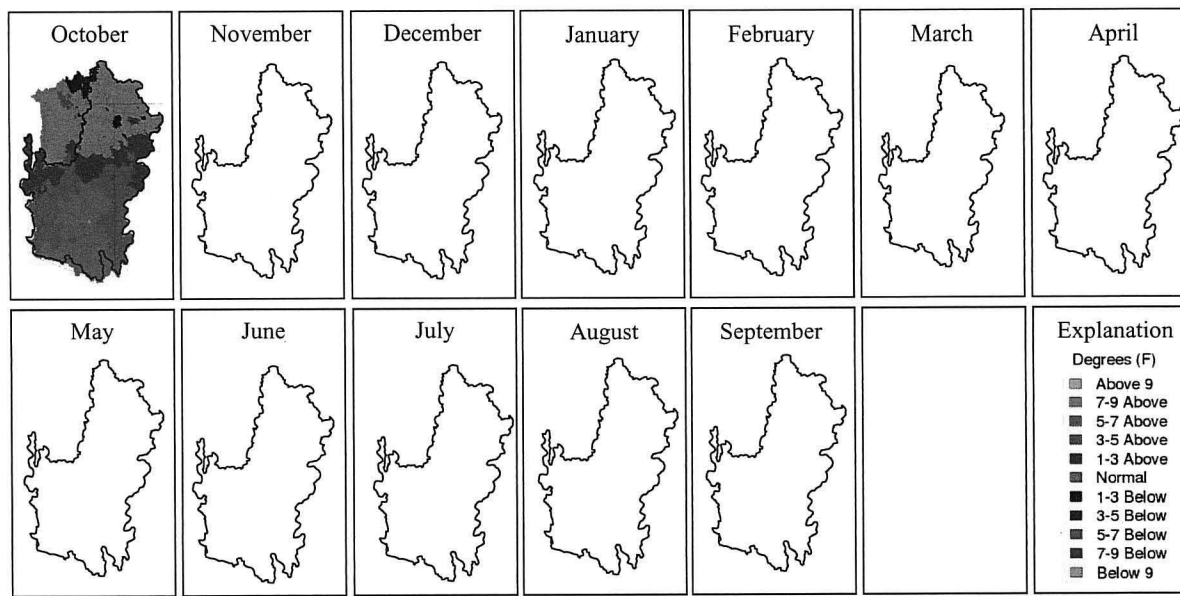 October
November
December
January
February
March
April
May
June
July
August
September
Explanation
Degrees (F)
Above 9
7-9 Above
5-7 Above
3-5 Above
1-3 Above
Normal
1-3 Below
3-5 Below
5-7 Below
7-9 Below
Below 9